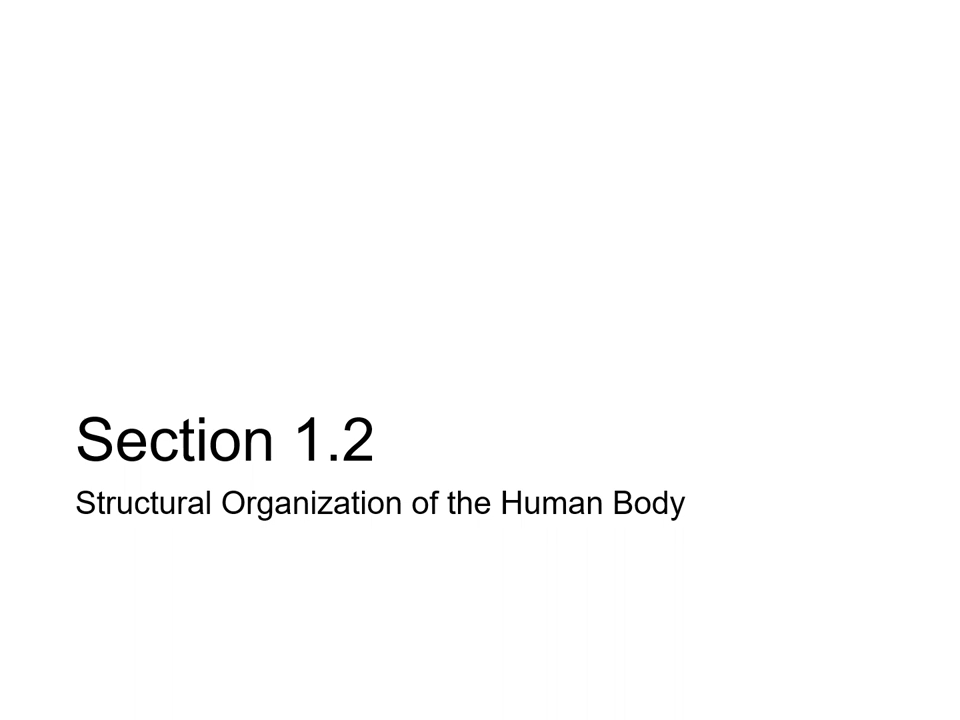 Section 1.2
Structural Organization of the Human Body